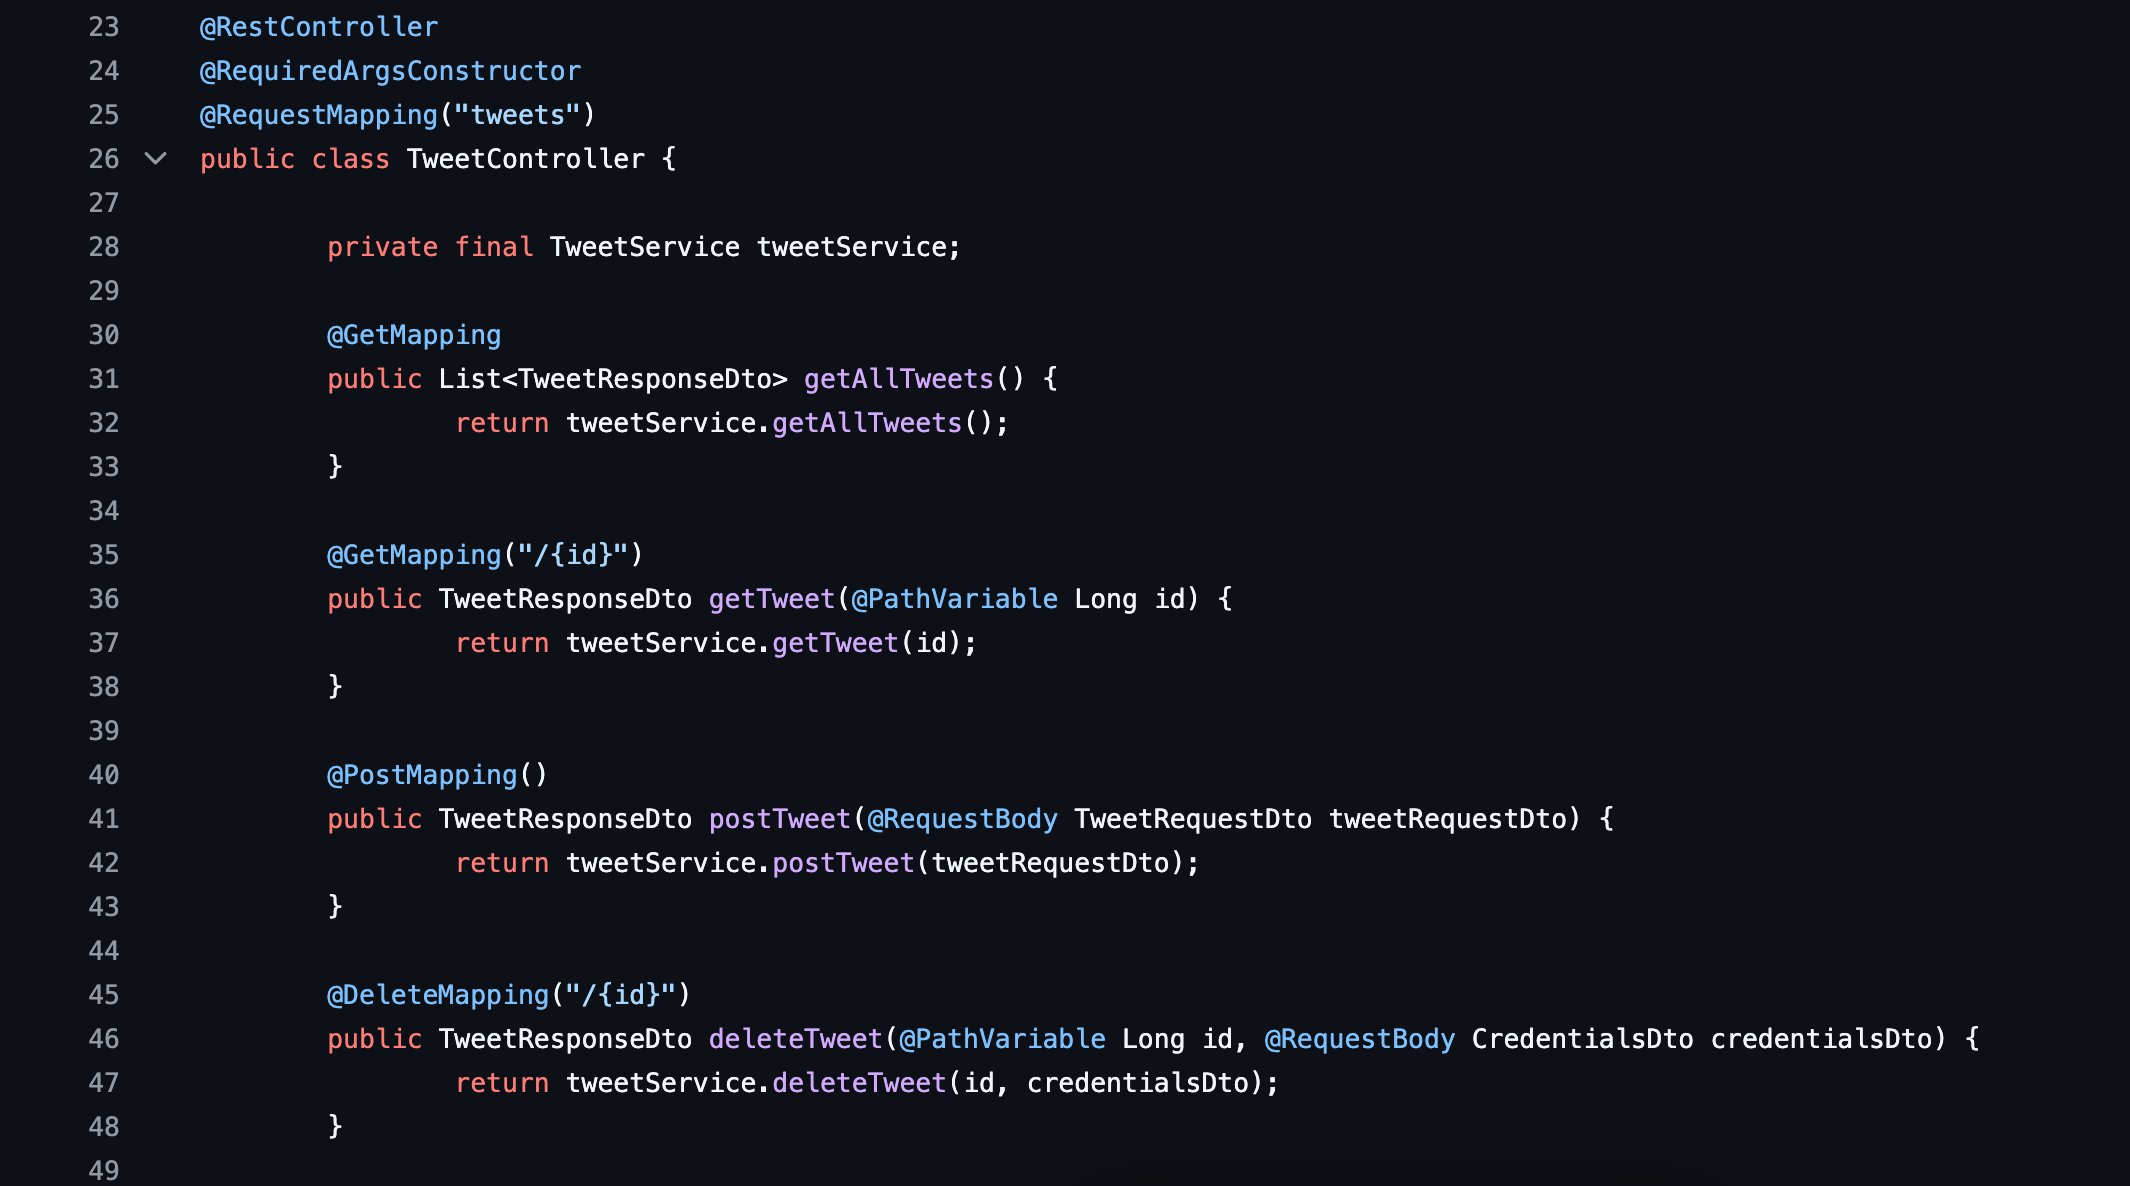 23 @RestController
24 @RequiredArgsConstructor
25 @RequestMapping("tweets")
26 public class TweetController {
27
28 private final TweetService tweetService;
29
30 @GetMapping
31 public List<TweetResponseDto> getAllTweets() {
32 return tweetService.getAllTweets();
33 }
34
35 @GetMapping("/{id}")
36 public TweetResponseDto getTweet(@PathVariable Long id) {
37 return tweetService.getTweet(id);
38 }
39
40 @PostMapping()
41 public TweetResponseDto postTweet(@RequestBody TweetRequestDto tweetRequestDto) {
42 return tweetService.postTweet(tweetRequestDto);
43 }
44
45 @DeleteMapping("/{id}")
46 public TweetResponseDto deleteTweet(@PathVariable Long id, @RequestBody CredentialsDto credentialsDto) {
47 return tweetService.deleteTweet(id, credentialsDto);
48 }
49